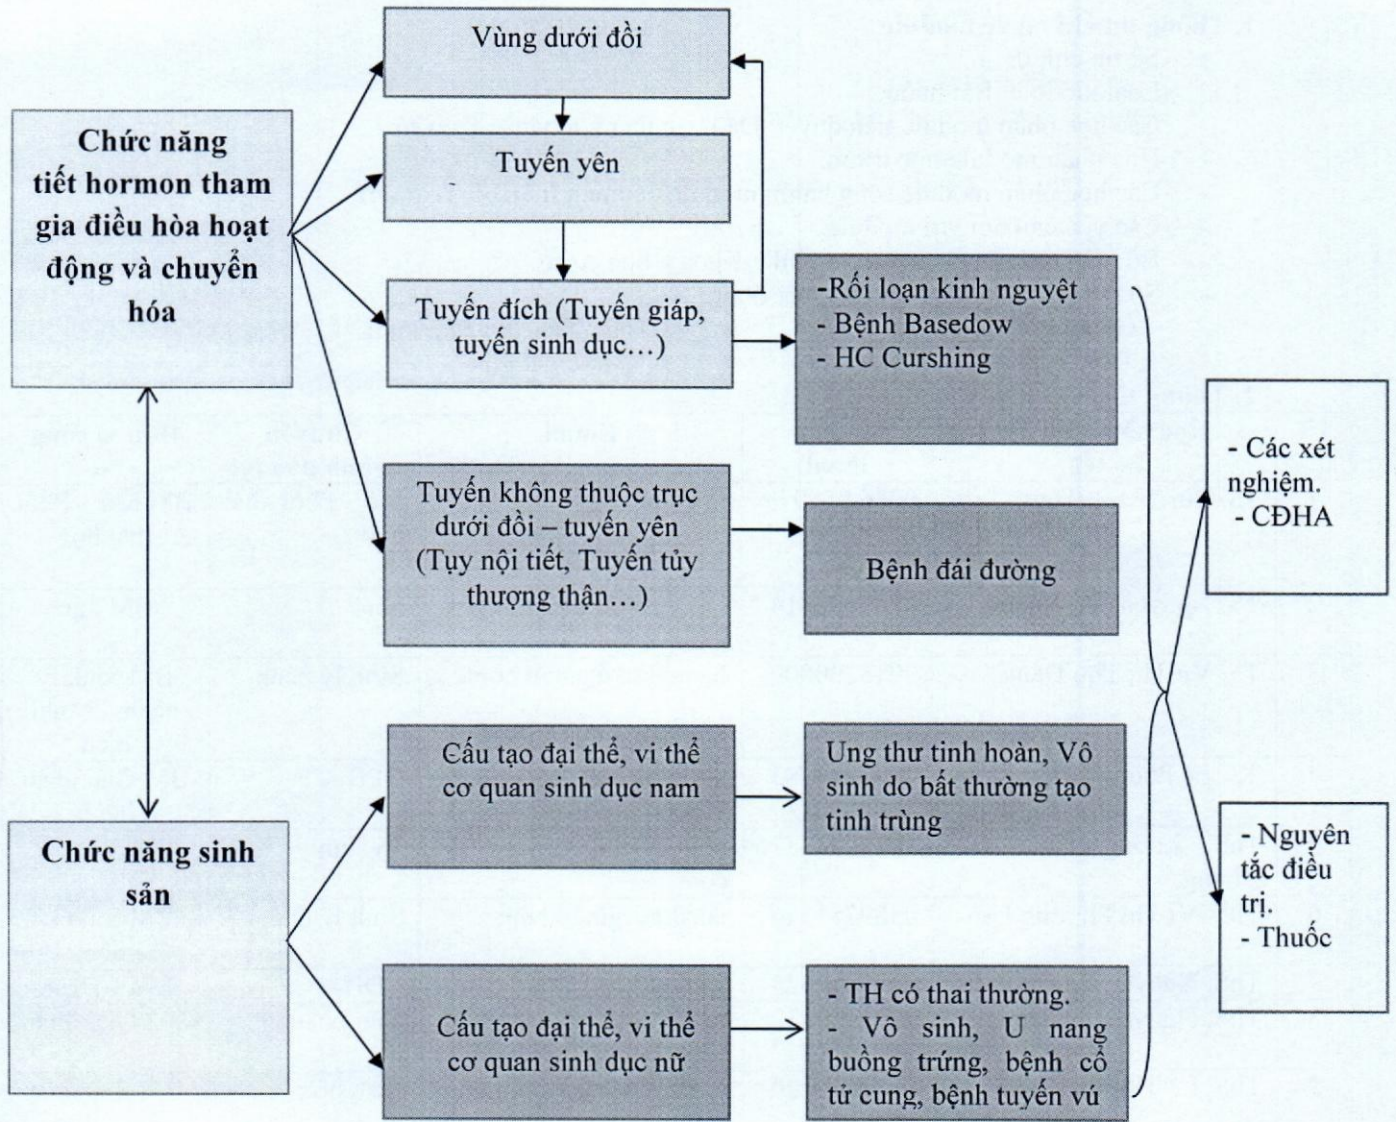 Vùng dưới đồi
Chức năng
tiết hormon tham
gia điều hòa hoạt
động và chuyển
hóa
Tuyến yên
Tuyến đích (Tuyến giáp,
tuyến sinh dục...)
-Rối loạn kinh nguyệt
- Bệnh Basedow
- HC Curshing
Tuyến không thuộc trục
dưới đồi – tuyến yên
(Tụy nội tiết, Tuyến tủy
thượng thận...)
Bệnh đái đường
- Các xét
nghiệm.
- CĐHA
Cấu tạo đại thể, vi thể
cơ quan sinh dục nam
Ung thư tinh hoàn, Vô
sinh do bất thường tạo
tinh trùng
Chức năng sinh
sản
- Nguyên
tắc điều
trị.
- Thuốc
Cấu tạo đại thể, vi thể
cơ quan sinh dục nữ
- TH có thai thường.
- Vô sinh, U nang
buồng trứng, bệnh cổ
tử cung, bệnh tuyến vú